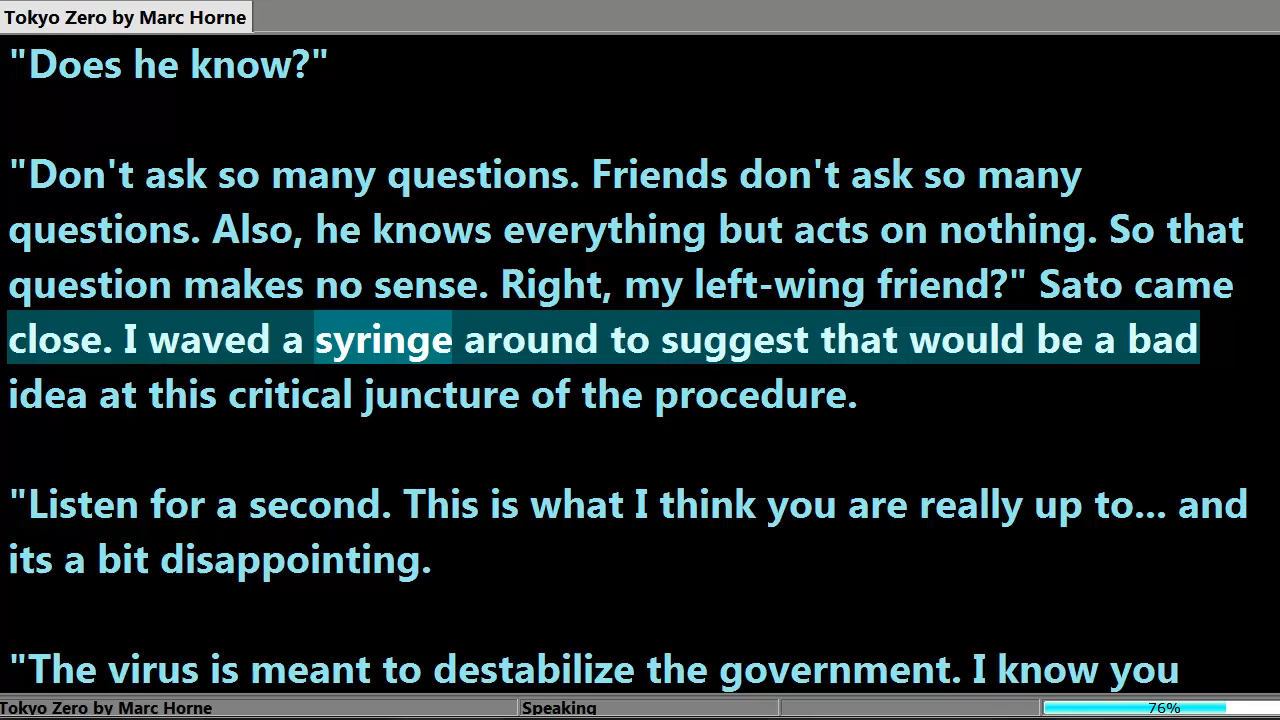 Tokyo Zero by Marc Horne
"Does he know?"
"Don't ask so many questions. Friends don't ask so many
questions. Also, he knows everything but acts on nothing. So that
question makes no sense. Right, my left-wing friend?" Sato came
close. I waved a syringe around to suggest that would be a bad
idea at this critical juncture of the procedure.
"Listen for a second. This is what I think you are really up to... and
its a bit disappointing.
"The virus is meant to destabilize the government. I know you
Tokyo Zero by Marc Horne Speaking 76%